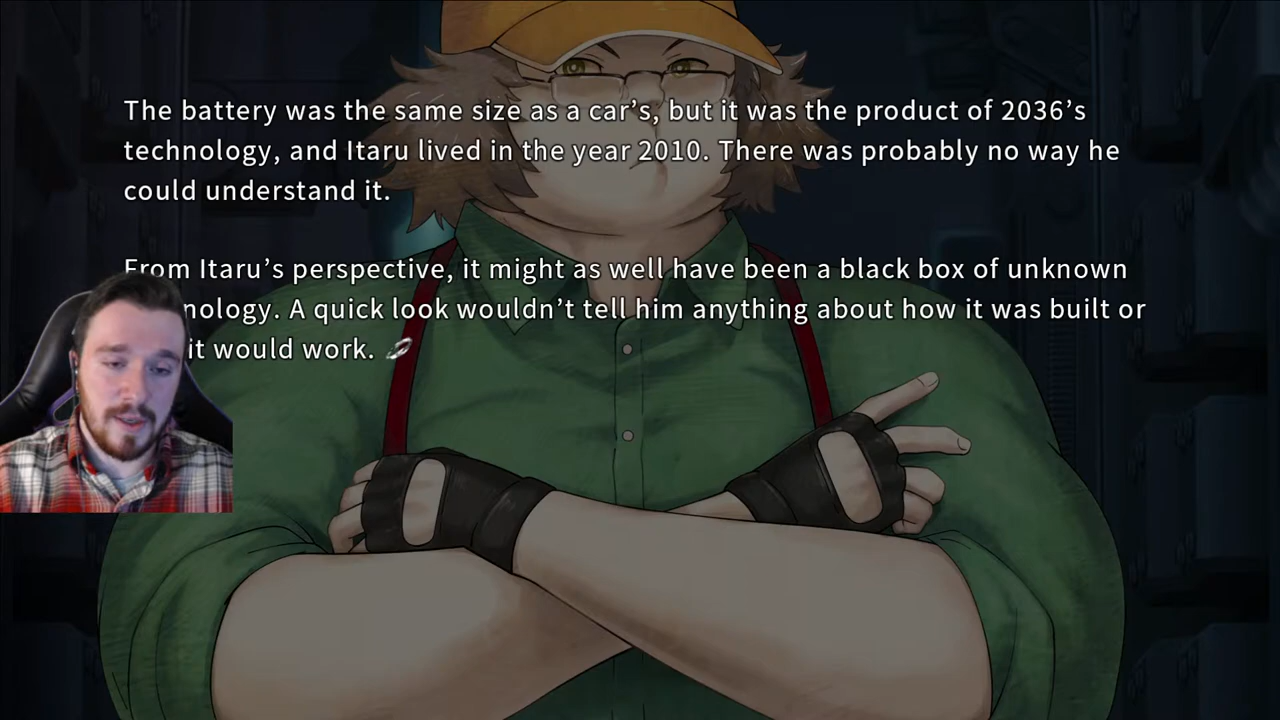 The battery was the same size as a car’s, but it was the product of 2036’s
technology, and Itaru lived in the year 2010. There was probably no way he
could understand it.
From Itaru’s perspective, it might as well have been a black box of unknown
nology. A quick look wouldn’t tell him anything about how it was built or
it would work.